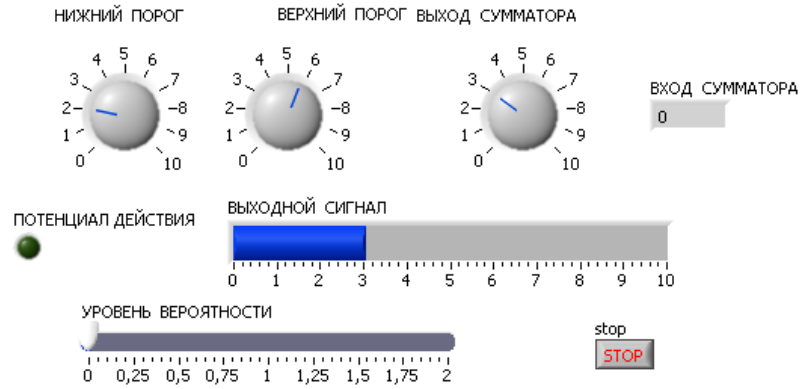 НИЖНИЙ ПОРОГ
ВЕРХНИЙ ПОРОГ
ВЫХОД СУММАТОРА
0 1 2 3 4 5 6 7 8 9 10
0 1 2 3 4 5 6 7 8 9 10
0 1 2 3 4 5 6 7 8 9 10
ВХОД СУММАТОРА
0
ПОТЕНЦИАЛ ДЕЙСТВИЯ
ВЫХОДНОЙ СИГНАЛ
0 1 2 3 4 5 6 7 8 9 10
УРОВЕНЬ ВЕРОЯТНОСТИ
0 0,25 0,5 0,75 1 1,25 1,5 1,75 2
stop
STOP